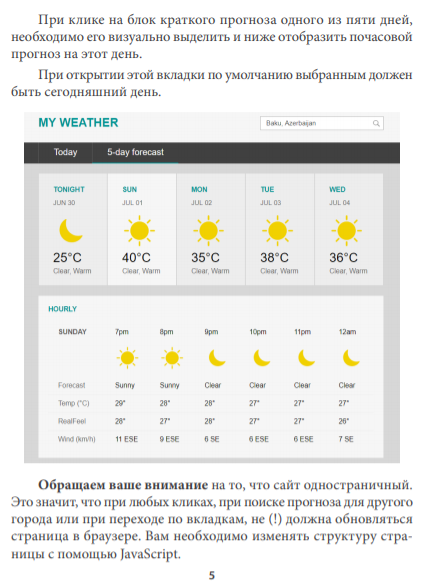 При клике на блок краткого прогноза одного из пяти дней,
необходимо его визуально выделить и ниже отобразить почасовой
прогноз на этот день.
При открытии этой вкладки по умолчанию выбранным должен
быть сегодняшний день.
MY WEATHER
Baku, Azerbaijan
Today 5-day forecast
TONIGHT SUN MON TUE WED
JUN 30 JUL 01 JUL 02 JUL 03 JUL 04
25°C 40°C 35°C 38°C 36°C
Clear, Warm Clear, Warm Clear, Warm Clear, Warm Clear, Warm
HOURLY
SUNDAY 7pm 8pm 9pm 10pm 11pm 12am
Forecast Sunny Sunny Clear Clear Clear Clear
Temp (°C) 29° 28° 28° 27° 27° 27°
RealFeel 28° 27° 28° 27° 27° 26°
Wind (km/h) 11 ESE 9 ESE 6 SE 6 ESE 6 ESE 7 SE
Обращаем ваше внимание на то, что сайт одностраничный.
Это значит, что при любых кликах, при поиске прогноза для другого
города или при переходе по вкладкам, не (!) должна обновляться
страница в браузере. Вам необходимо изменять структуру стра-
ницы с помощью JavaScript.
5